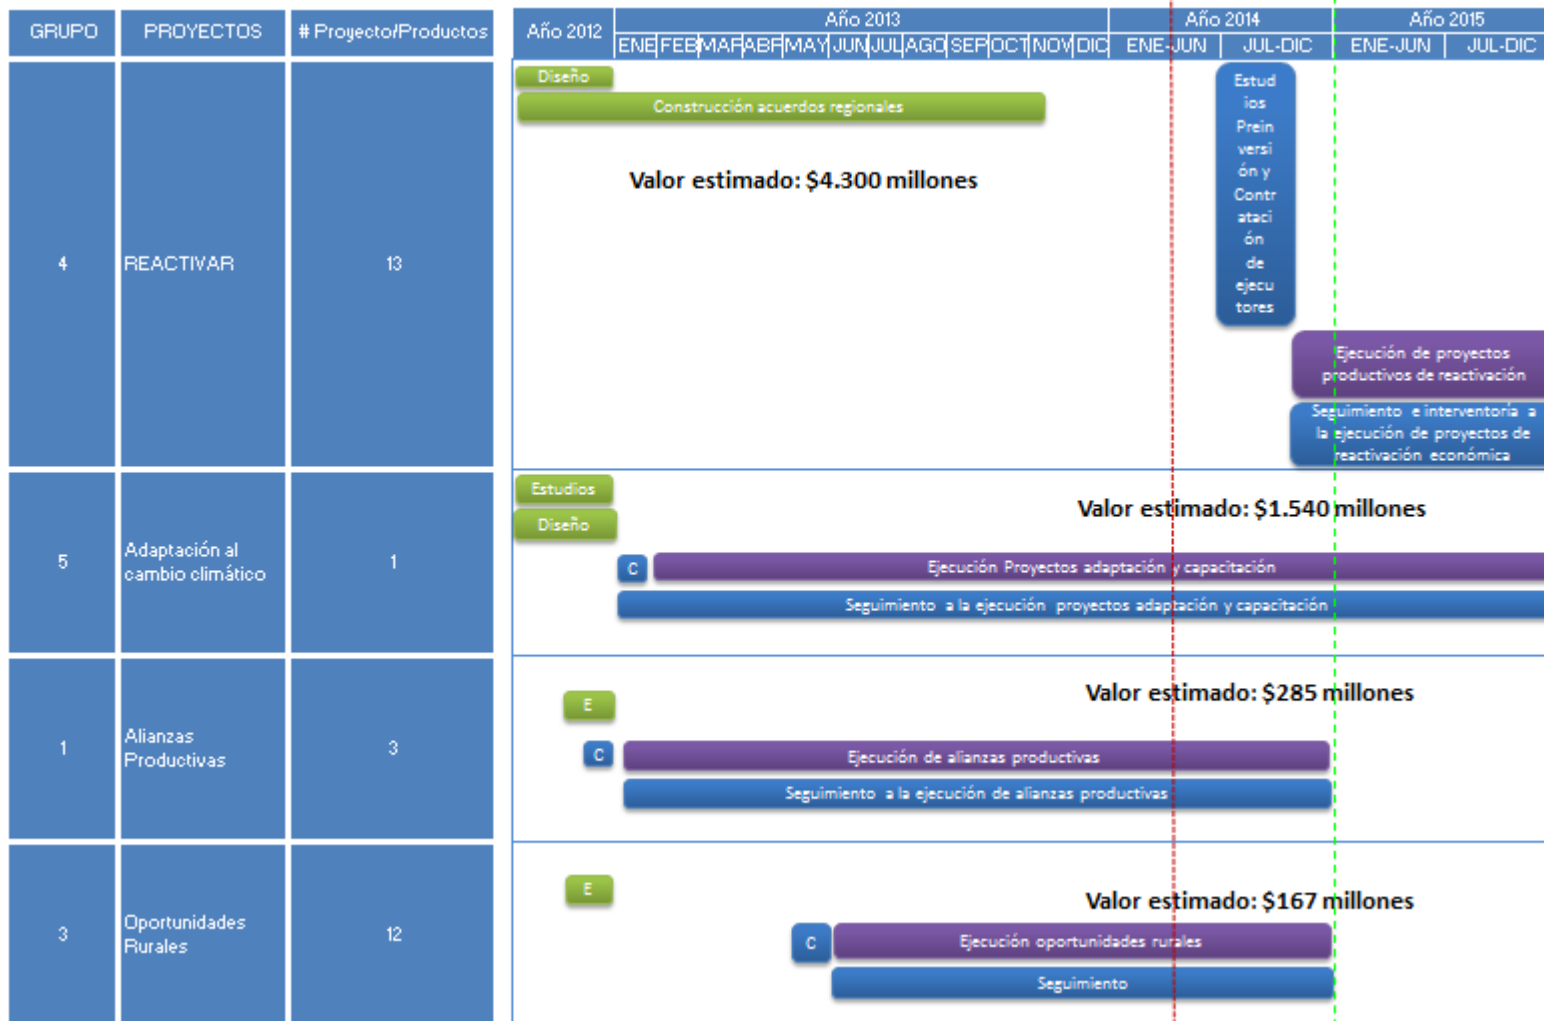 GRUPO
PROYECTOS
# Proyecto/Productos
Año 2012
Año 2013
Año 2014
Año 2015
ENE
FEB
MAR
ABR
MAY
JUN
JUL
AGO
SEP
OCT
NOV
DIC
ENE-JUN
JUL-DIC
ENE-JUN
JUL-DIC
4
REACTIVAR
13
Diseño
Construcción acuerdos regionales
Valor estimado: $4.300 millones
Estud
ios
Prein
versi
ón y
Contr
ataci
ón
de
ejecu
tores
Ejecución de proyectos
productivos de reactivación
Seguimiento e interventoría a
la ejecución de proyectos de
reactivación económica
5
Adaptación al
cambio climático
1
Estudios
Diseño
Valor estimado: $1.540 millones
C
Ejecución Proyectos adaptación y capacitación
Seguimiento a la ejecución proyectos adaptación y capacitación
1
Alianzas
Productivas
3
E
Valor estimado: $285 millones
C
Ejecución de alianzas productivas
Seguimiento a la ejecución de alianzas productivas
3
Oportunidades
Rurales
12
E
Valor estimado: $167 millones
C
Ejecución oportunidades rurales
Seguimiento